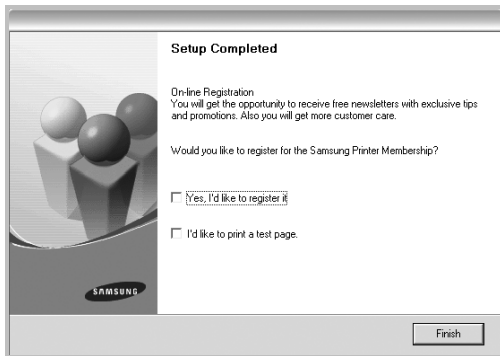 Setup Completed
On-line Registration
You will get the opportunity to receive free newsletters with exclusive tips
and promotions. Also you will get more customer care.
Would you like to register for the Samsung Printer Membership?
Yes, I'd like to register it
I'd like to print a test page.
SAMSUNG
Finish